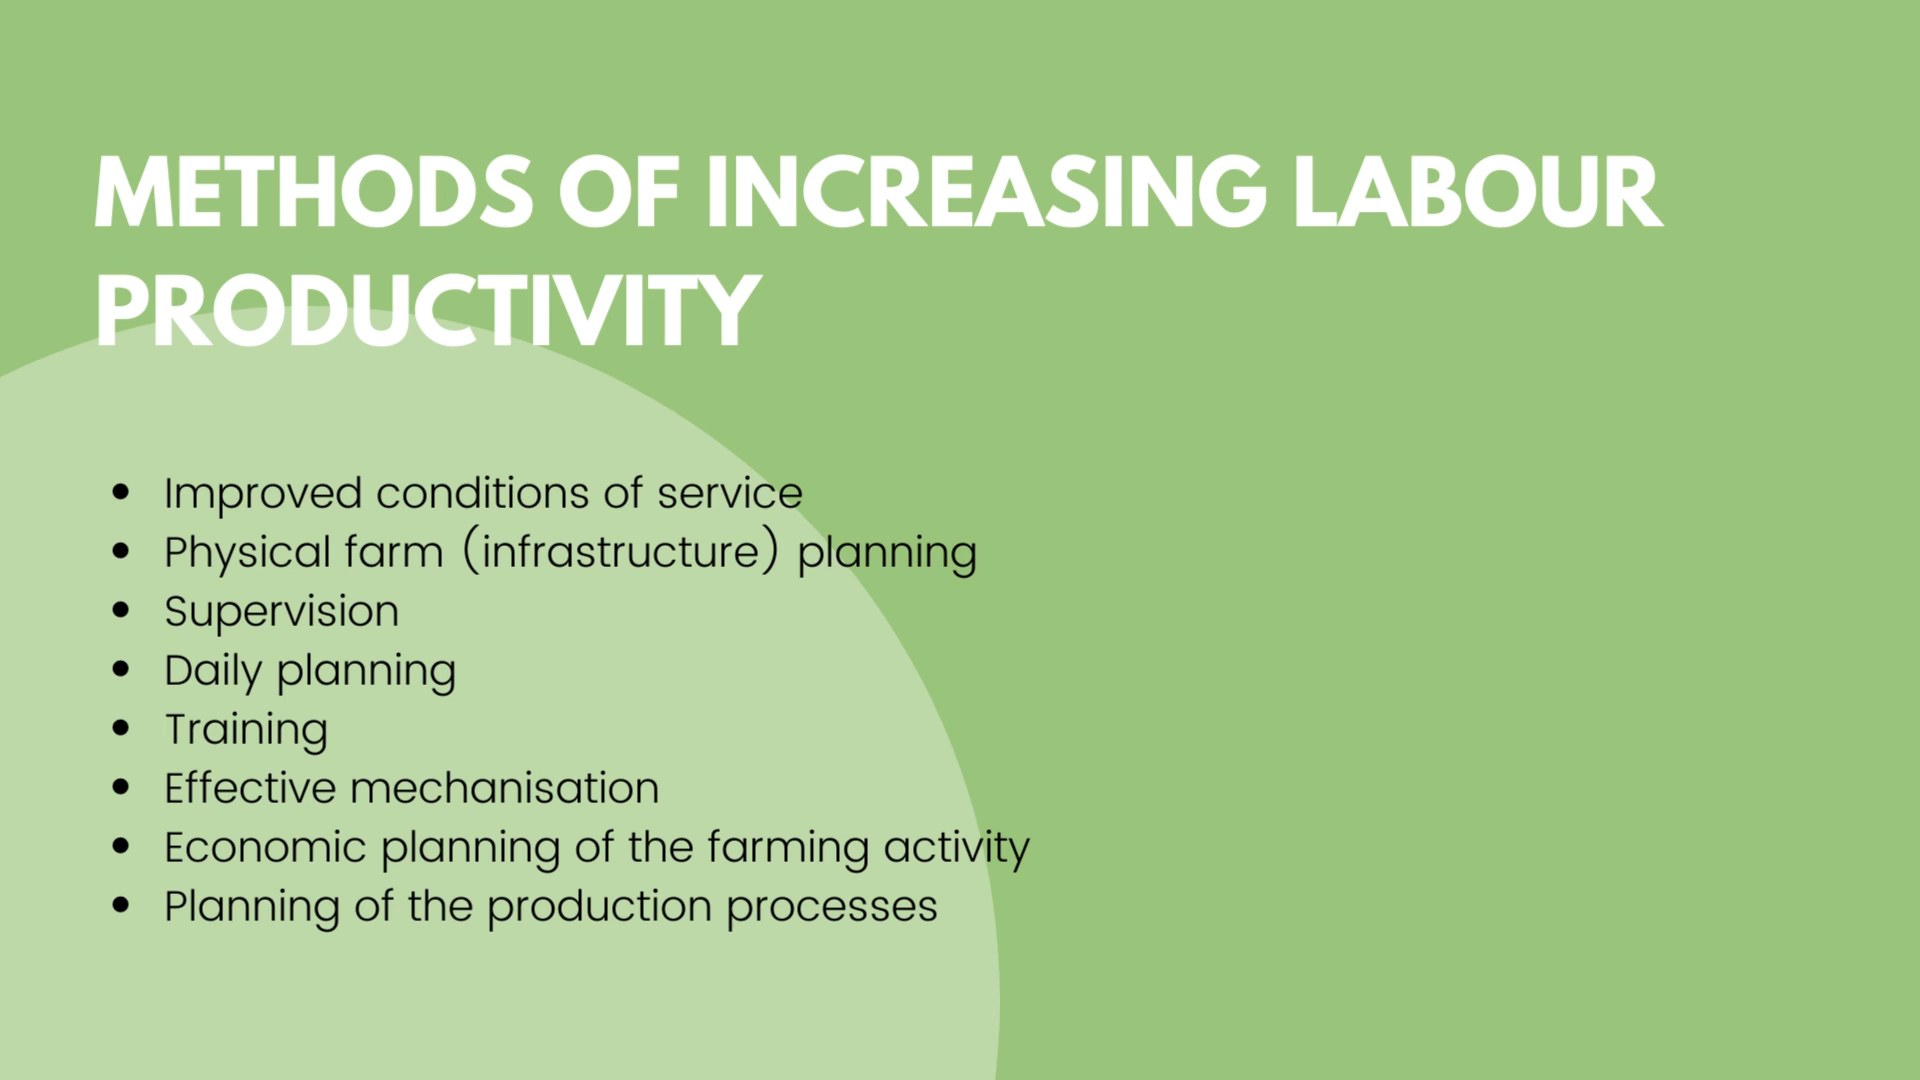 METHODS OF INCREASING LABOUR
PRODUCTIVITY
• Improved conditions of service
• Physical farm (infrastructure) planning
• Supervision
• Daily planning
• Training
• Effective mechanisation
• Economic planning of the farming activity
• Planning of the production processes